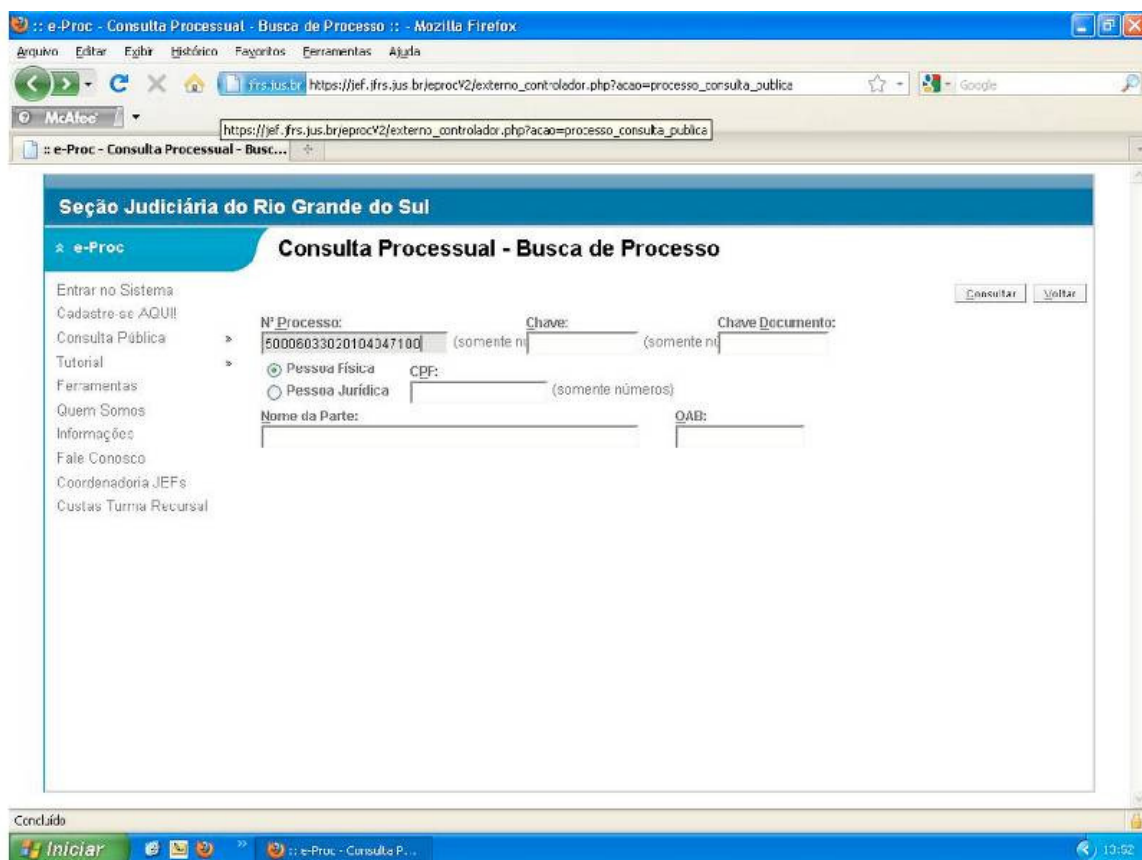 :: e-Proc - Consulta Processual - Busca de Processo :: - Mozilla Firefox
Arquivo Editar Exibir Histórico Favoritos Ferramentas Ajuda
jfrs.jus.br https://jef.jfrs.jus.br/eprocV2/externo_controlador.php?acao=processo_consulta_publica Google
McAfee
https://jef.jfrs.jus.br/eprocV2/externo_controlador.php?acao=processo_consulta_publica
:: e-Proc - Consulta Processual - Busc...
Seção Judiciária do Rio Grande do Sul
e-Proc
Consulta Processual - Busca de Processo
Consultar Voltar
Entrar no Sistema
Cadastre-se AQUI!
Consulta Pública »
Tutorial »
Ferramentas
Quem Somos
Informações
Fale Conosco
Coordenadoria JEFs
Custas Turma Recursal
Nº Processo: Chave: Chave Documento:
50006033020104047100 (somente nú (somente nú
Pessoa Física CPF:
Pessoa Jurídica (somente números)
Nome da Parte: OAB:
Concluído
Iniciar » :: e-Proc - Consulta P... 13:52